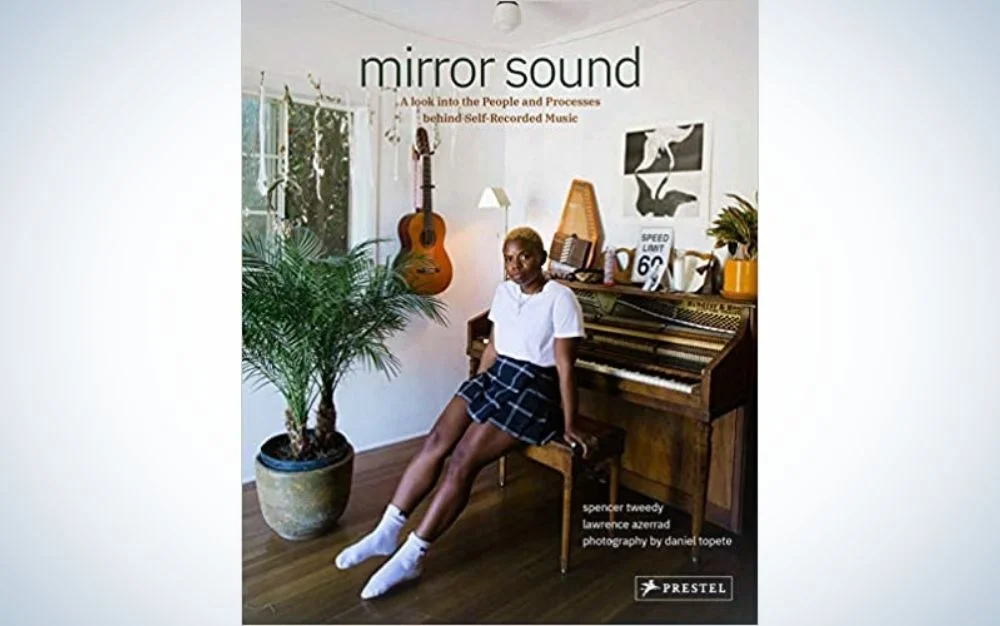 mirror sound
A look into the People and Processes
behind Self-Recorded Music
SPEED
LIMIT
60
spencer tweedy
lawrence azerrad
photography by daniel topete
PRESTEL